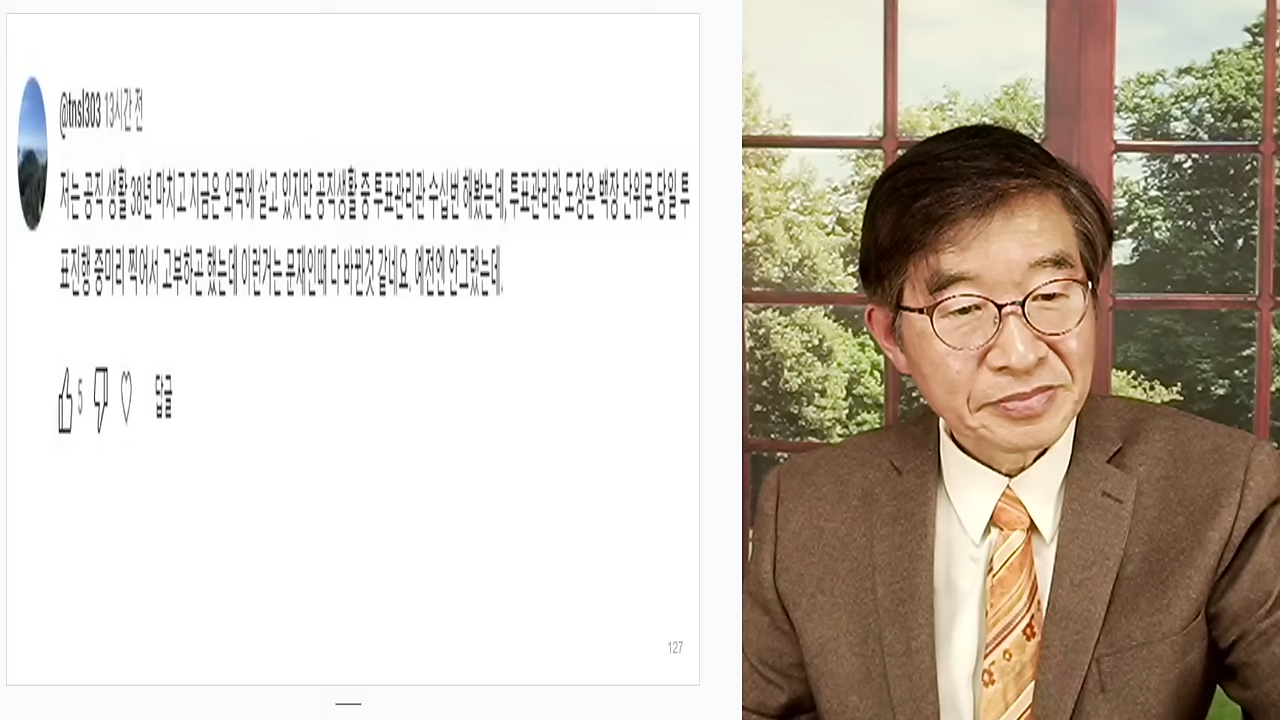 @tnsl303 13시간 전
저는 공직 생활 38년 마치고 지금은 외국에 살고 있지만 공직생활 중 투표관리관 수십번 해봤는데, 투표관리관 도장은 백장 단위로 당일 투
표진행 중미리 찍어서 고부하곤 했는데 이런거는 문재인때 다 바뀐것 같네요. 예전엔 안그랬는데.
5 답글
127